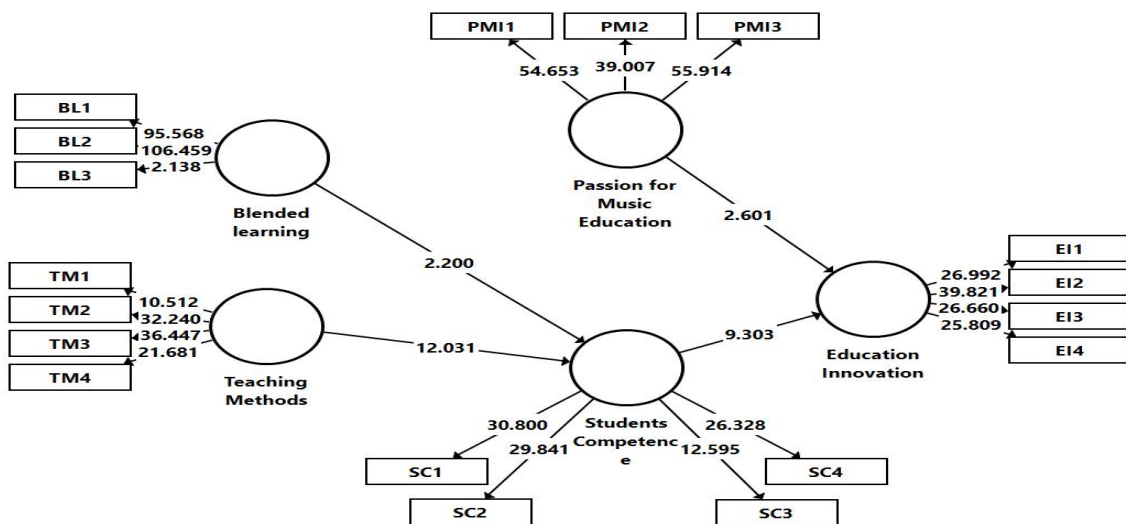 PMI1 PMI2 PMI3
54.653 39.007 55.914
BL1
BL2
BL3
95.568
106.459
2.138
Blended
learning
Passion for
Music
Education
2.601
2.200
TM1
TM2
TM3
TM4
10.512
32.240
36.447
21.681
Teaching
Methods
12.031
9.303
EI1
EI2
EI3
EI4
26.992
39.821
26.660
25.809
Education
Innovation
Students
Competenc
e
30.800
29.841
12.595
26.328
SC1
SC2
SC3
SC4